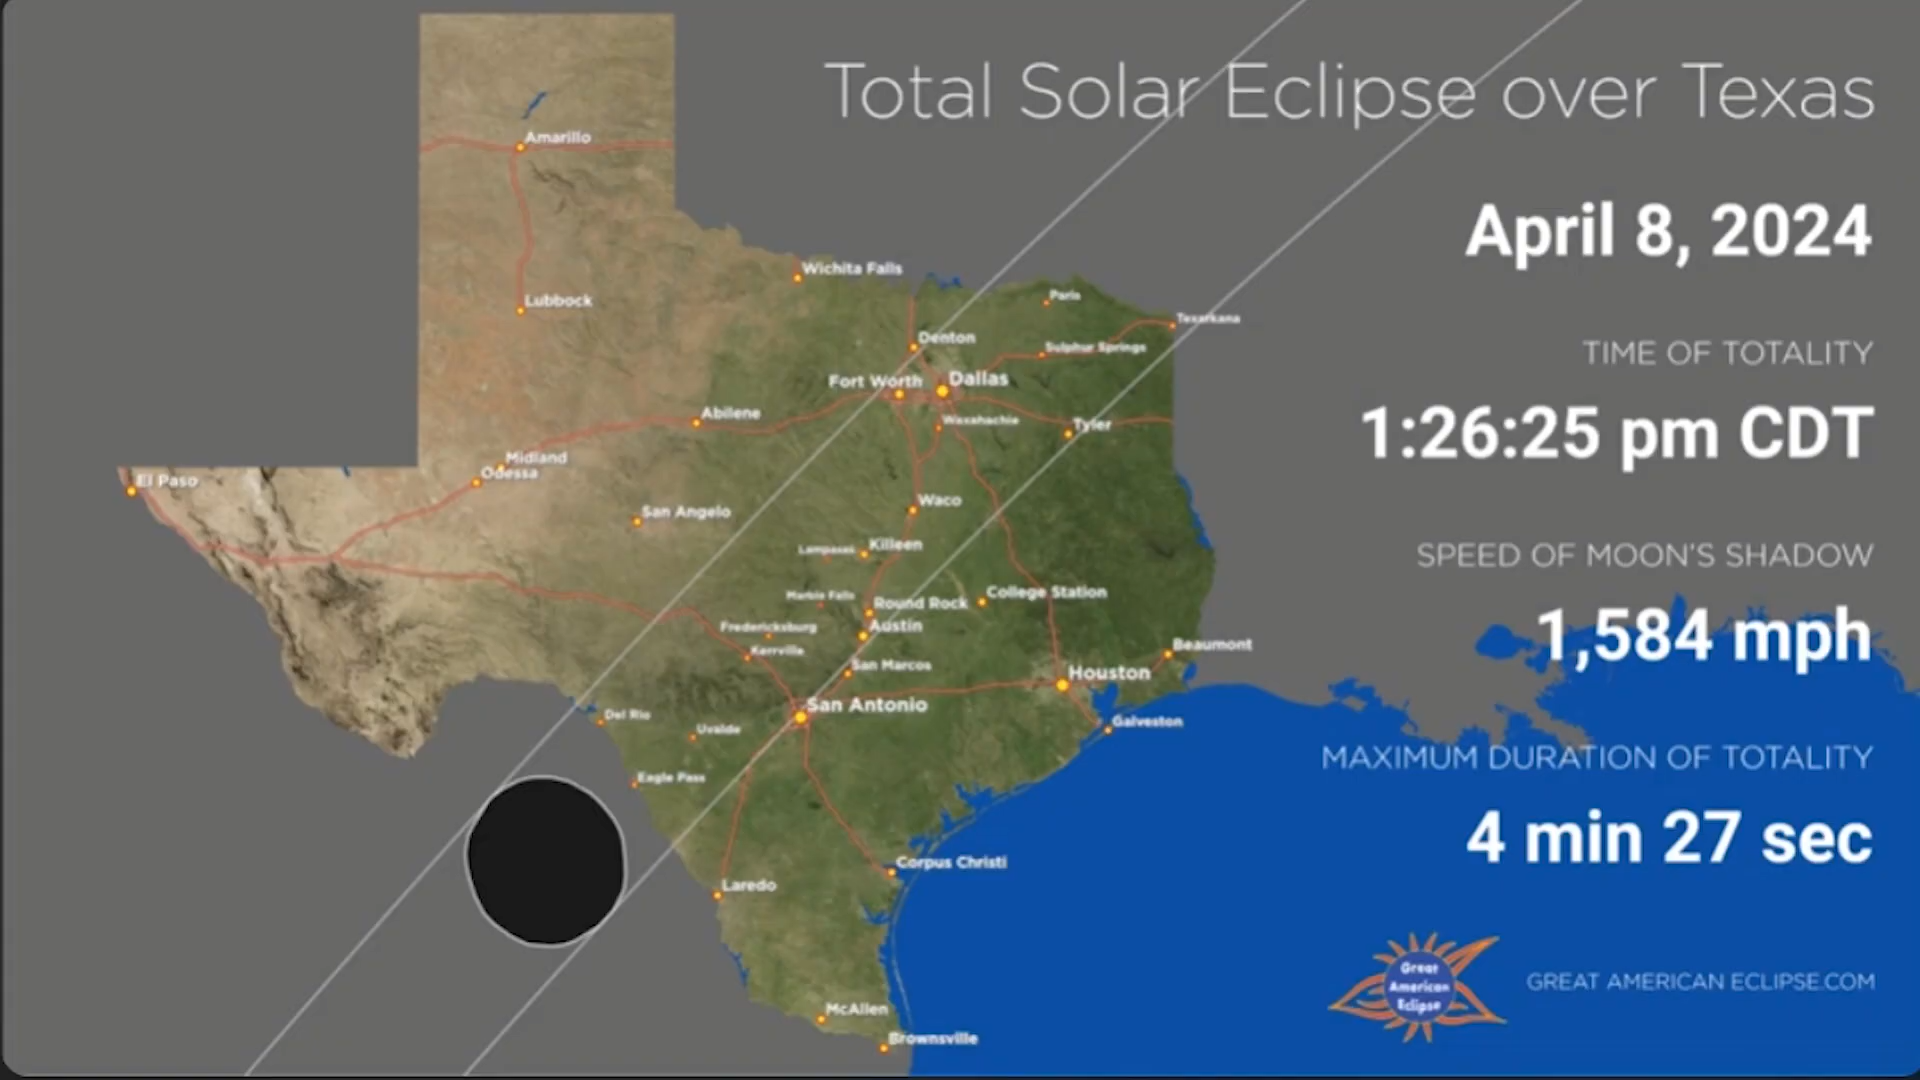 Total Solar Eclipse over Texas
April 8, 2024
TIME OF TOTALITY
1:26:25 pm CDT
SPEED OF MOON'S SHADOW
1,584 mph
MAXIMUM DURATION OF TOTALITY
4 min 27 sec
Great
American
Eclipse
GREAT AMERICAN ECLIPSE.COM
Amarillo
Wichita Falls
Paris
Lubbock
Texarkana
Denton
Sulphur Springs
Fort Worth
Dallas
Abilene
Waxahachie
Tyler
Midland
Odessa
El Paso
Waco
San Angelo
Killeen
Lampasas
Marble Falls
College Station
Round Rock
Fredericksburg
Austin
Kerrville
Beaumont
San Marcos
Houston
San Antonio
Del Rio
Galveston
Uvalde
Eagle Pass
Corpus Christi
Laredo
McAllen
Brownsville